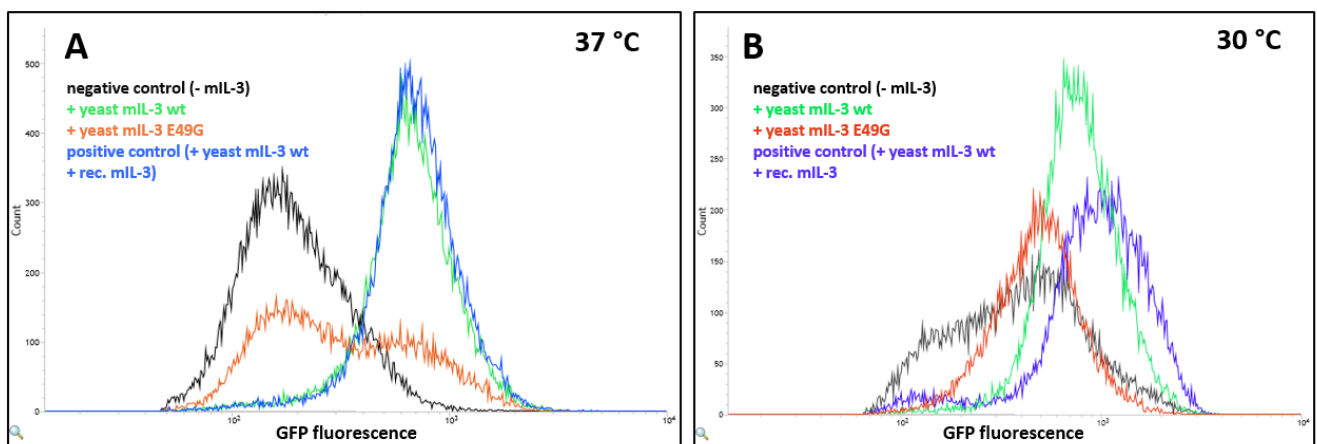 A
37 °C
negative control (- mIL-3)
+ yeast mIL-3 wt
+ yeast mIL-3 E49G
positive control (+ yeast mIL-3 wt
+ rec. mIL-3)
500
400
300
200
100
0
Count
10²
10³
10⁴
GFP fluorescence
B
30 °C
negative control (- mIL-3)
+ yeast mIL-3 wt
+ yeast mIL-3 E49G
positive control (+ yeast mIL-3 wt
+ rec. mIL-3
350
300
250
200
150
100
50
0
Count
10²
10³
10⁴
GFP fluorescence